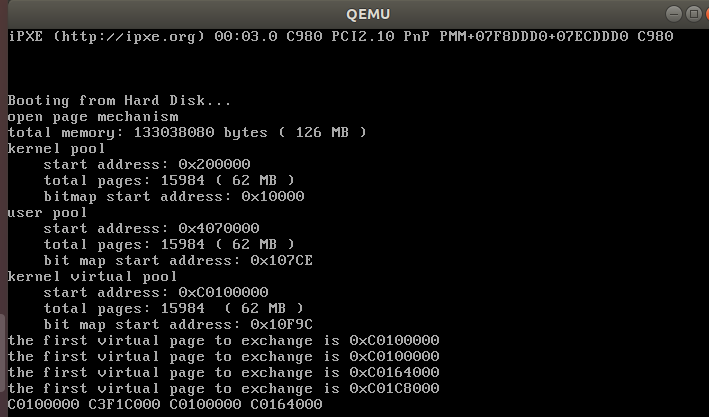 QEMU
iPXE (http://ipxe.org) 00:03.0 C980 PCI2.10 PnP PMM+07F8DDD0+07ECDDD0 C980
Booting from Hard Disk...
open page mechanism
total memory: 133038080 bytes ( 126 MB )
kernel pool
    start address: 0x200000
    total pages: 15984 ( 62 MB )
    bitmap start address: 0x10000
user pool
    start address: 0x4070000
    total pages: 15984 ( 62 MB )
    bit map start address: 0x107CE
kernel virtual pool
    start address: 0xC0100000
    total pages: 15984  ( 62 MB )
    bit map start address: 0x10F9C
the first virtual page to exchange is 0xC0100000
the first virtual page to exchange is 0xC0100000
the first virtual page to exchange is 0xC0164000
the first virtual page to exchange is 0xC01C8000
C0100000 C3F1C000 C0100000 C0164000